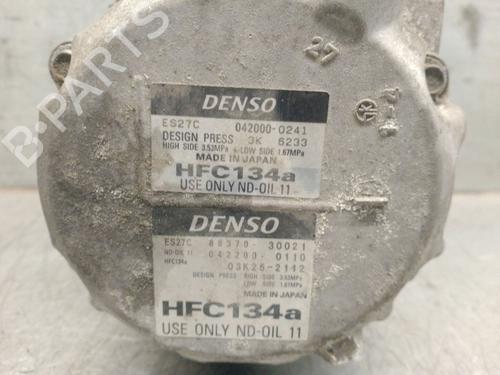 B-PARTS
27
DENSO
ES27C 042000-0241
DESIGN PRESS 3K 6233
HIGH SIDE 3.53MPa LOW SIDE 1.67MPa
MADE IN JAPAN
HFC134a
USE ONLY ND-OIL 11
DENSO
ES27C 88370-30021
ND-OIL 11 042200-0110
HFC134a 03K25-2112
DESIGN PRESS HIGH SIDE 3.53MPa
LOW SIDE 1.67MPa
MADE IN JAPAN
HFC134a
USE ONLY ND-OIL 11